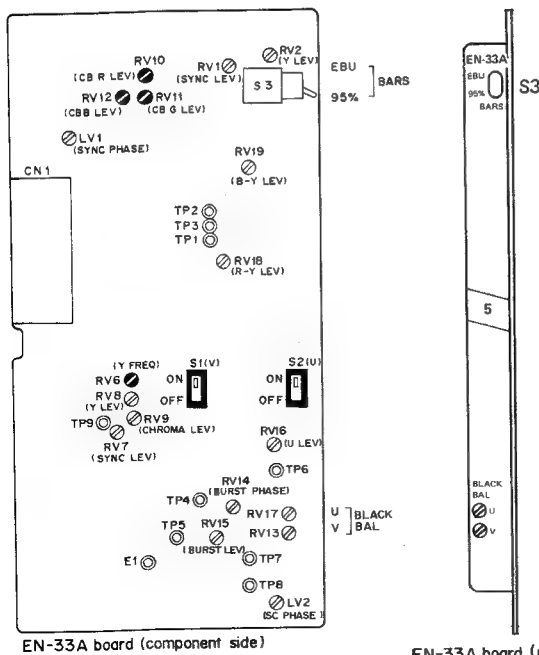 RV10
(CB R LEV)
RV12
(CB B LEV)
RV11
(CB G LEV)
RV1
(SYNC LEV)
RV2
(Y LEV)
S3
EBU
95%
BARS
LV1
(SYNC PHASE)
CN1
RV19
(B-Y LEV)
TP2
TP3
TP1
RV18
(R-Y LEV)
(Y FREQ)
RV6
RV8
(Y LEV)
TP9
RV9
(CHROMA LEV)
RV7
(SYNC LEV)
S1(V)
ON
OFF
S2(U)
ON
OFF
RV16
(U LEV)
TP6
RV14
(BURST PHASE)
TP4
RV17
RV13
U
V
BLACK
BAL
TP5
RV15
(BURST LEV)
E1
TP7
TP8
LV2
(SC PHASE)
EN-33A board (component side)
EN-33A
EBU
95%
BARS
S3
5
BLACK
BAL
U
V
EN-33A board